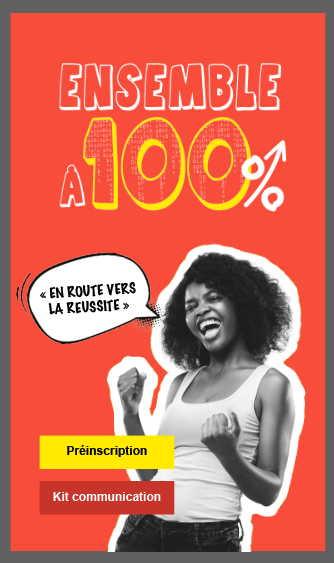 ENSEMBLE
À 100%
« EN ROUTE VERS
LA REUSSITE »
Préinscription
Kit communication